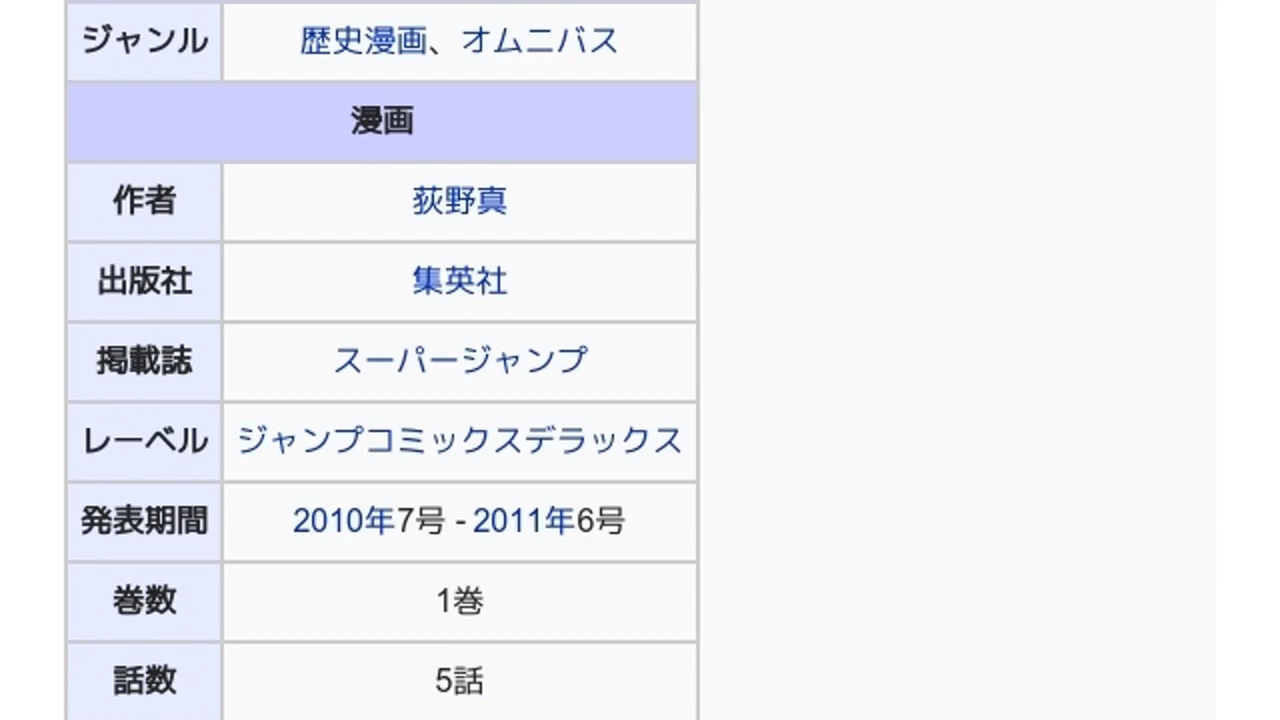 ジャンル 歴史漫画、オムニバス
漫画
作者 荻野真
出版社 集英社
掲載誌 スーパージャンプ
レーベル ジャンプコミックスデラックス
発表期間 2010年7号 - 2011年6号
巻数 1巻
話数 5話